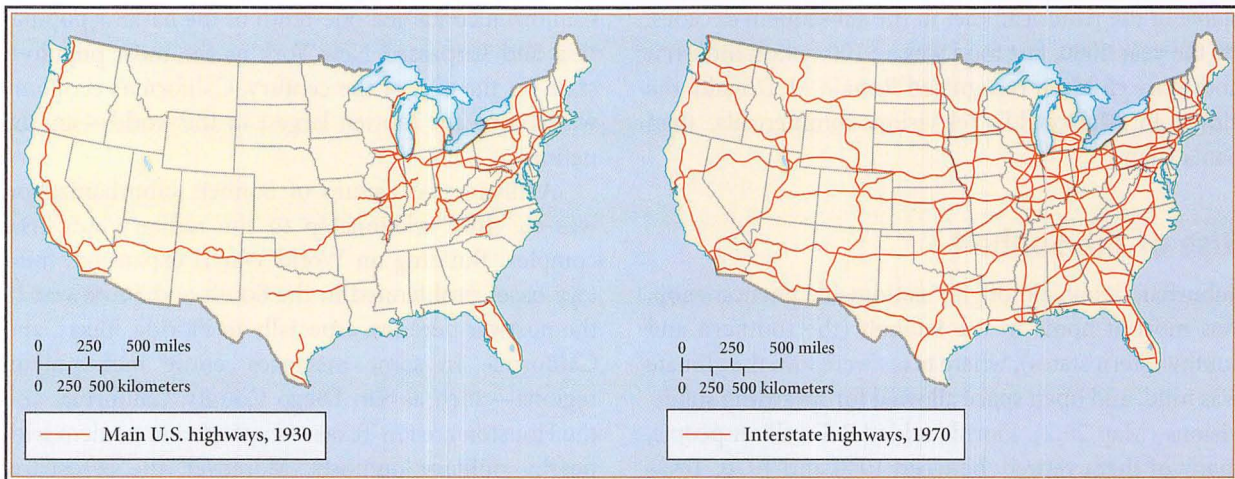 0 250 500 miles
0 250 500 kilometers
Main U.S. highways, 1930
0 250 500 miles
0 250 500 kilometers
Interstate highways, 1970